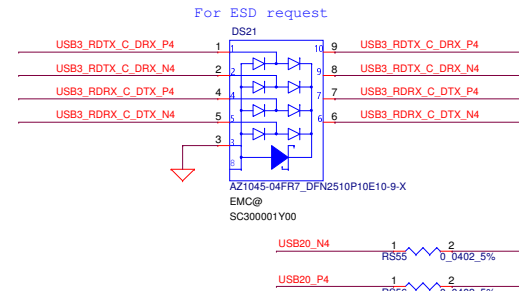 For ESD request
DS21
USB3_RDTX_C_DRX_P4 1 1 10 9 USB3_RDTX_C_DRX_P4
USB3_RDTX_C_DRX_N4 2 2 9 8 USB3_RDTX_C_DRX_N4
USB3_RDRX_C_DTX_P4 4 4 7 7 USB3_RDRX_C_DTX_P4
USB3_RDRX_C_DTX_N4 5 5 6 6 USB3_RDRX_C_DTX_N4
3 3
8
AZ1045-04FR7_DFN2510P10E10-9-X
EMC@
SC300001Y00
USB20_N4 1 2
RS55 0_0402_5%
USB20_P4 1 2